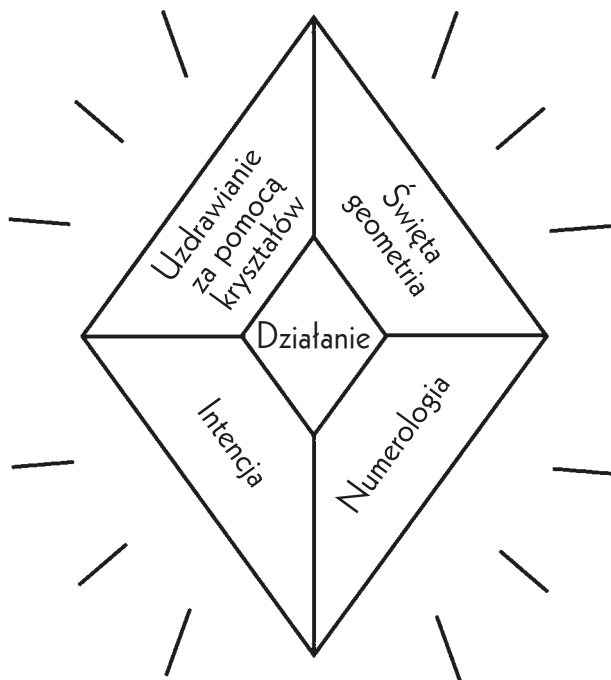 Uzdrawianie
za pomocą
kryształów
Święta
geometria
Działanie
Intencja
Numerologia